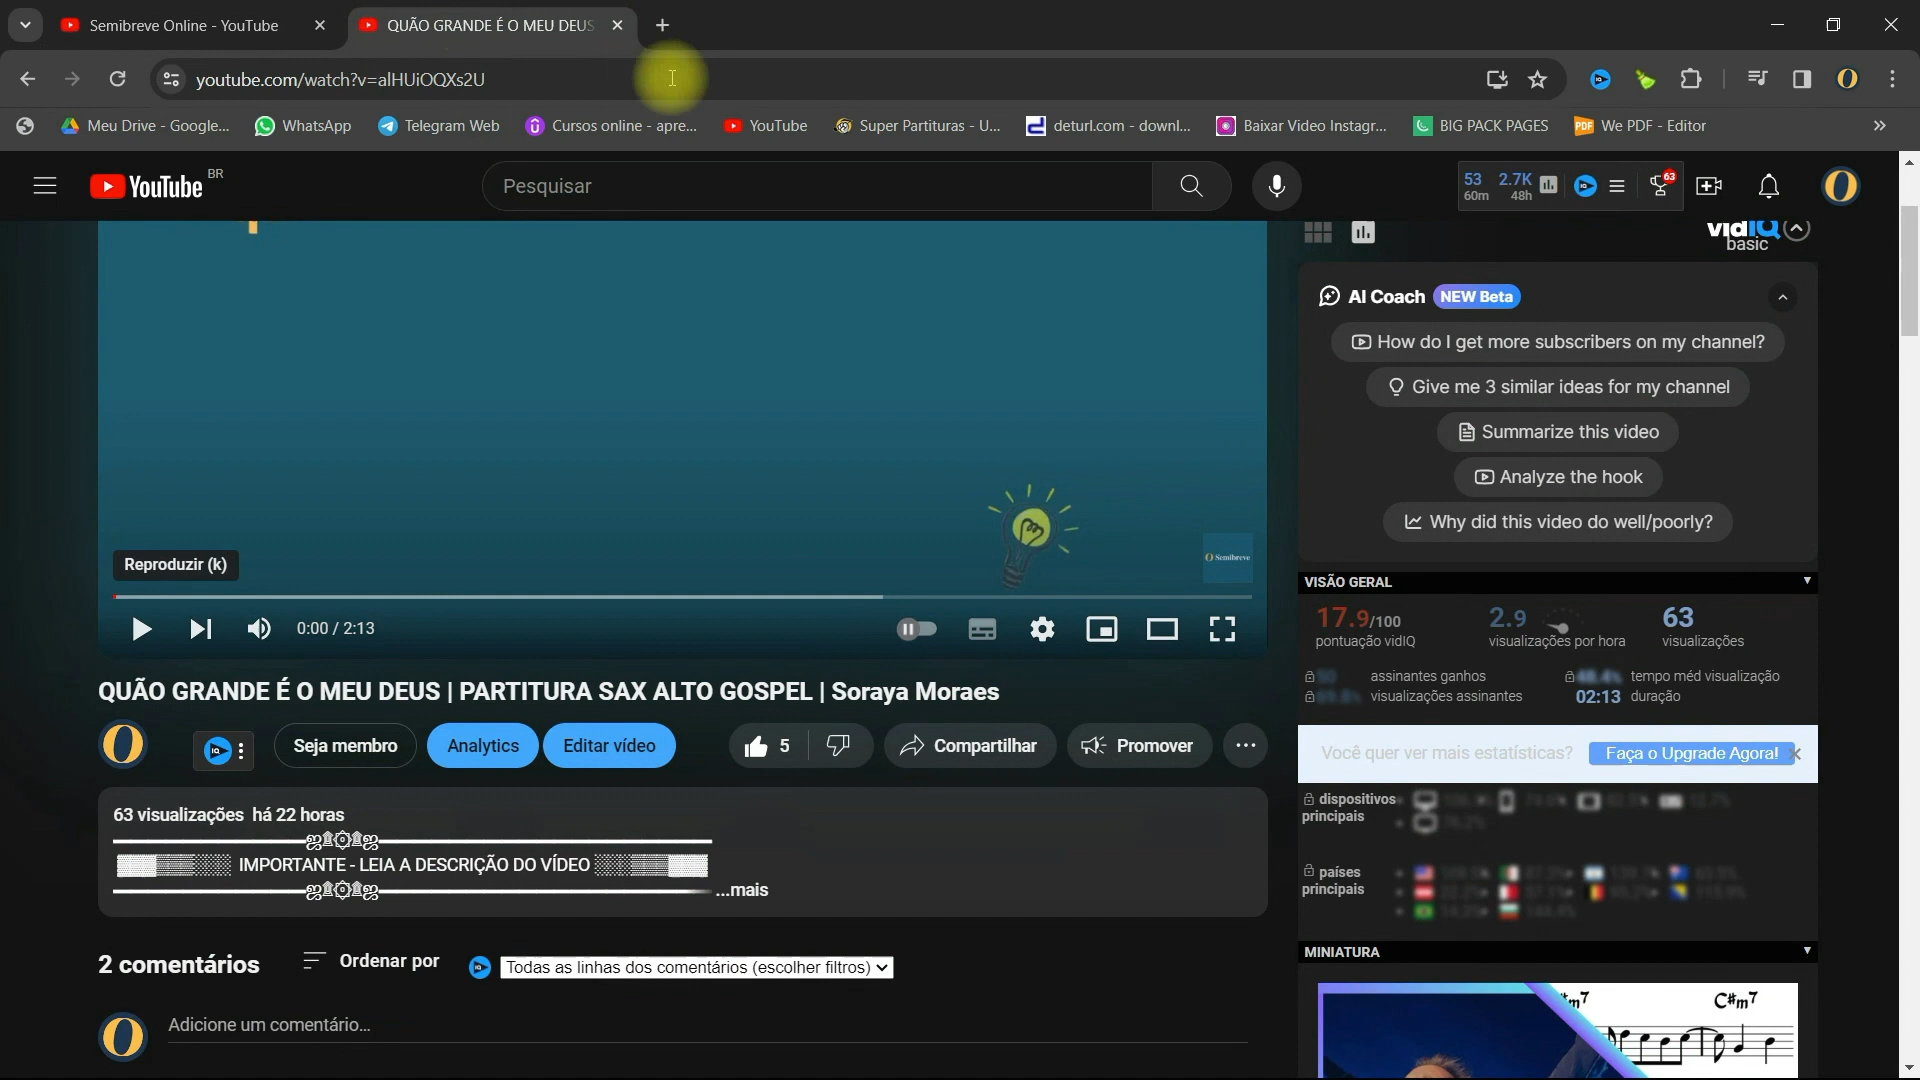 Semibreve Online - YouTube
QUÃO GRANDE É O MEU DEUS
youtube.com/watch?v=alHUiOQXs2U
Meu Drive - Google...
WhatsApp
Telegram Web
Cursos online - apre...
YouTube
Super Partituras - U...
deturl.com - downl...
Baixar Video Instagr...
BIG PACK PAGES
PDF We PDF - Editor
YouTube BR
Pesquisar
53 2.7K
60m 48h
63
vidIQ
basic
AI Coach NEW Beta
How do I get more subscribers on my channel?
Give me 3 similar ideas for my channel
Summarize this video
Analyze the hook
Why did this video do well/poorly?
Semibreve
Reproduzir (k)
0:00 / 2:13
VISÃO GERAL
17.9/100 2.9 63
pontuação vidIQ visualizações por hora visualizações
assinantes ganhos tempo méd visualização
visualizações assinantes 02:13 duração
Você quer ver mais estatísticas? Faça o Upgrade Agora!
dispositivos
principais
países
principais
MINIATURA
C#m7
QUÃO GRANDE É O MEU DEUS | PARTITURA SAX ALTO GOSPEL | Soraya Moraes
Seja membro
Analytics
Editar vídeo
5
Compartilhar
Promover
63 visualizações há 22 horas
IMPORTANTE - LEIA A DESCRIÇÃO DO VÍDEO
...mais
2 comentários
Ordenar por
Todas as linhas dos comentários (escolher filtros)
Adicione um comentário...